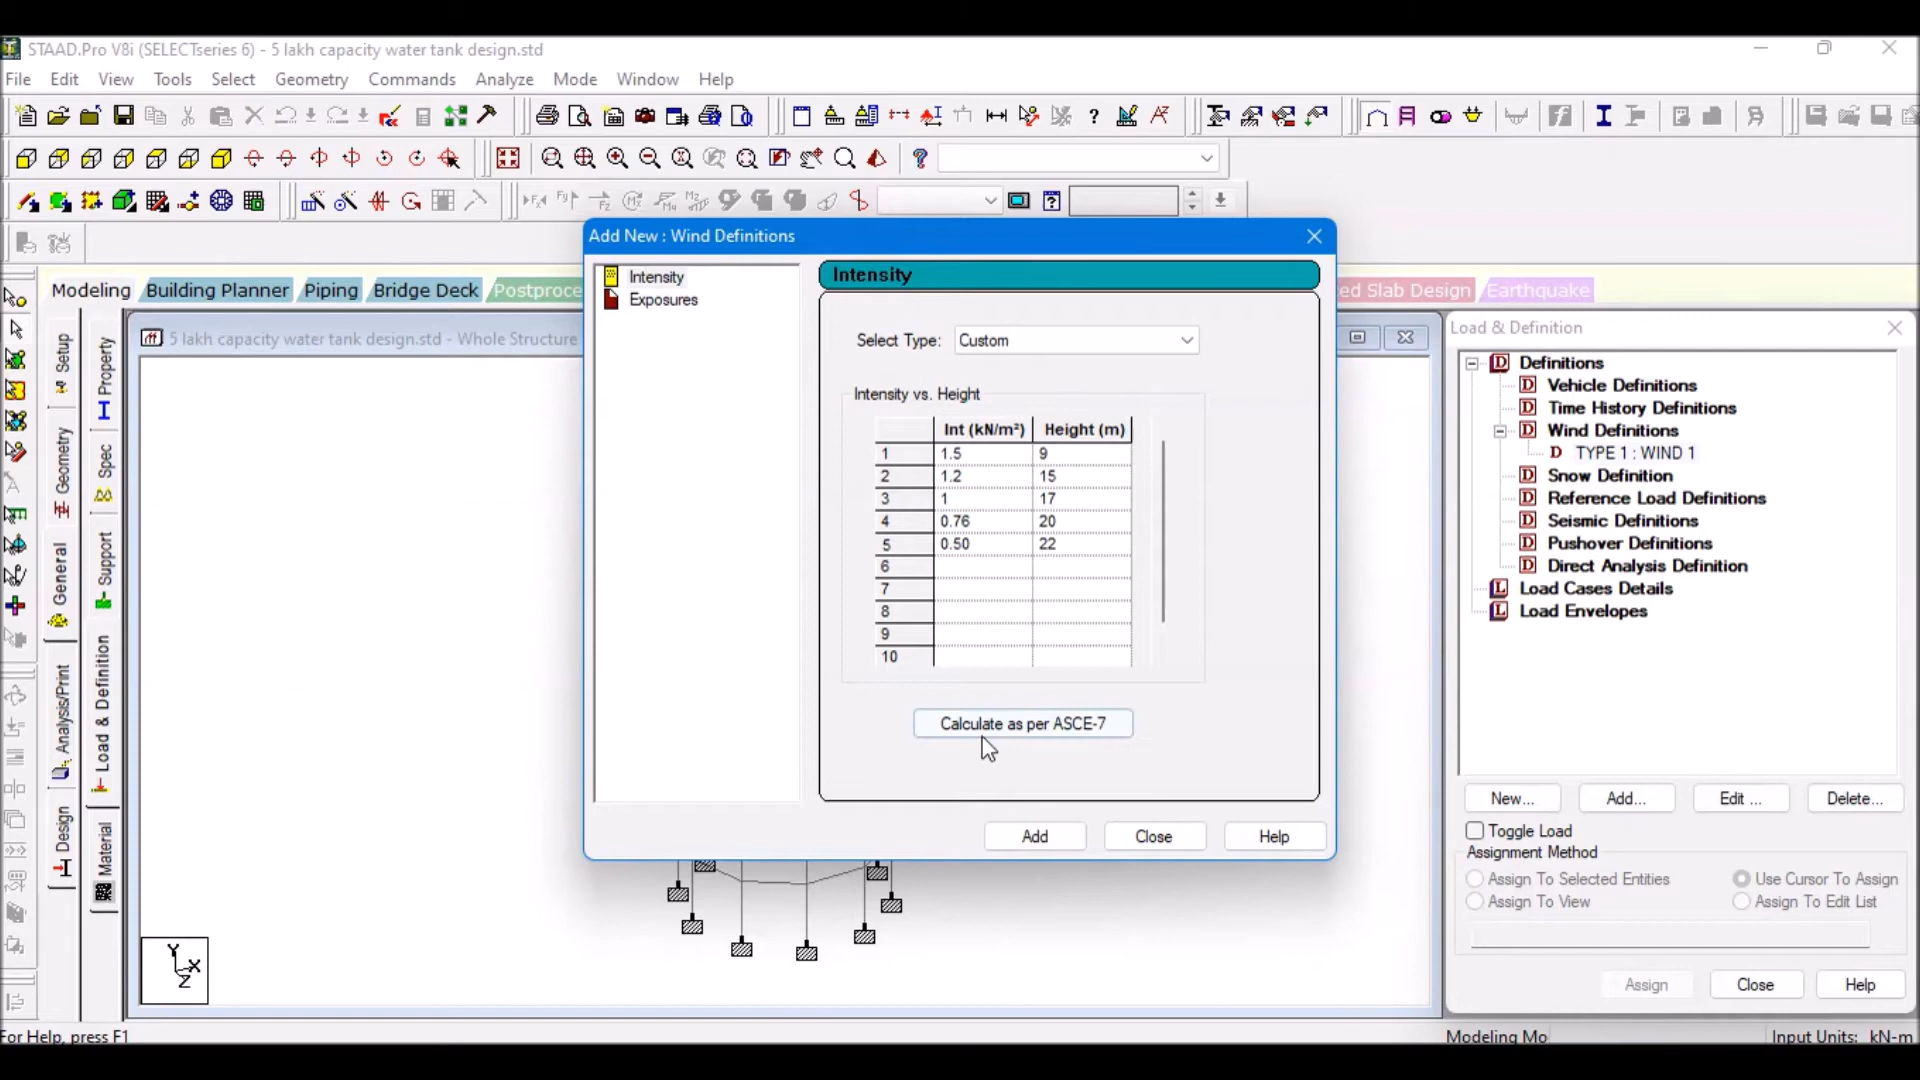 STAAD.Pro V8i (SELECTseries 6) - 5 lakh capacity water tank design.std
File Edit View Tools Select Geometry Commands Analyze Mode Window Help
Add New : Wind Definitions
Modeling Building Planner Piping Bridge Deck Postproce
ed Slab Design Earthquake
5 lakh capacity water tank design.std - Whole Structure
Setup
Geometry
General
Analysis/Print
Design
Property
Spec
Support
Load & Definition
Material
Intensity
Exposures
Intensity
Select Type: Custom
Intensity vs. Height
Int (kN/m²) Height (m)
1 1.5 9
2 1.2 15
3 1 17
4 0.76 20
5 0.50 22
6
7
8
9
10
Calculate as per ASCE-7
Add Close Help
Load & Definition
Definitions
Vehicle Definitions
Time History Definitions
Wind Definitions
TYPE 1 : WIND 1
Snow Definition
Reference Load Definitions
Seismic Definitions
Pushover Definitions
Direct Analysis Definition
Load Cases Details
Load Envelopes
New... Add... Edit ... Delete...
Toggle Load
Assignment Method
Assign To Selected Entities Use Cursor To Assign
Assign To View Assign To Edit List
Assign Close Help
Y
X
Z
For Help, press F1
Modeling Mo
Input Units: kN-m